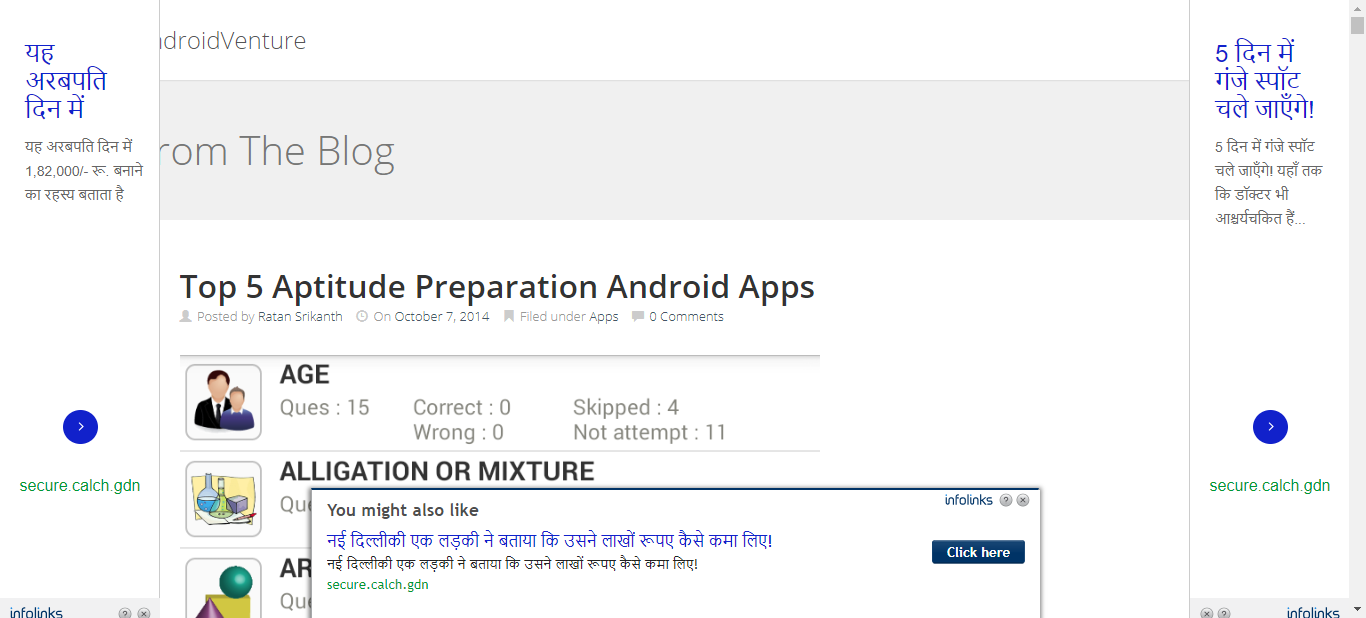 यह
अरबपति
दिन में
यह अरबपति दिन में
1,82,000/- रू. बनाने
का रहस्य बताता है
secure.calch.gdn
infolinks
ndroidVenture
rom The Blog
Top 5 Aptitude Preparation Android Apps
Posted by Ratan Srikanth On October 7, 2014 Filed under Apps 0 Comments
AGE
Ques : 15 Correct : 0 Skipped : 4
Wrong : 0 Not attempt : 11
ALLIGATION OR MIXTURE
Ques
AR
Ques
infolinks ? ×
You might also like
नई दिल्लीकी एक लड़की ने बताया कि उसने लाखों रूपए कैसे कमा लिए!
नई दिल्लीकी एक लड़की ने बताया कि उसने लाखों रूपए कैसे कमा लिए!
secure.calch.gdn
Click here
5 दिन में
गंजे स्पॉट
चले जाएँगे!
5 दिन में गंजे स्पॉट
चले जाएँगे! यहाँ तक
कि डॉक्टर भी
आश्चर्यचकित हैं...
secure.calch.gdn
infolinks